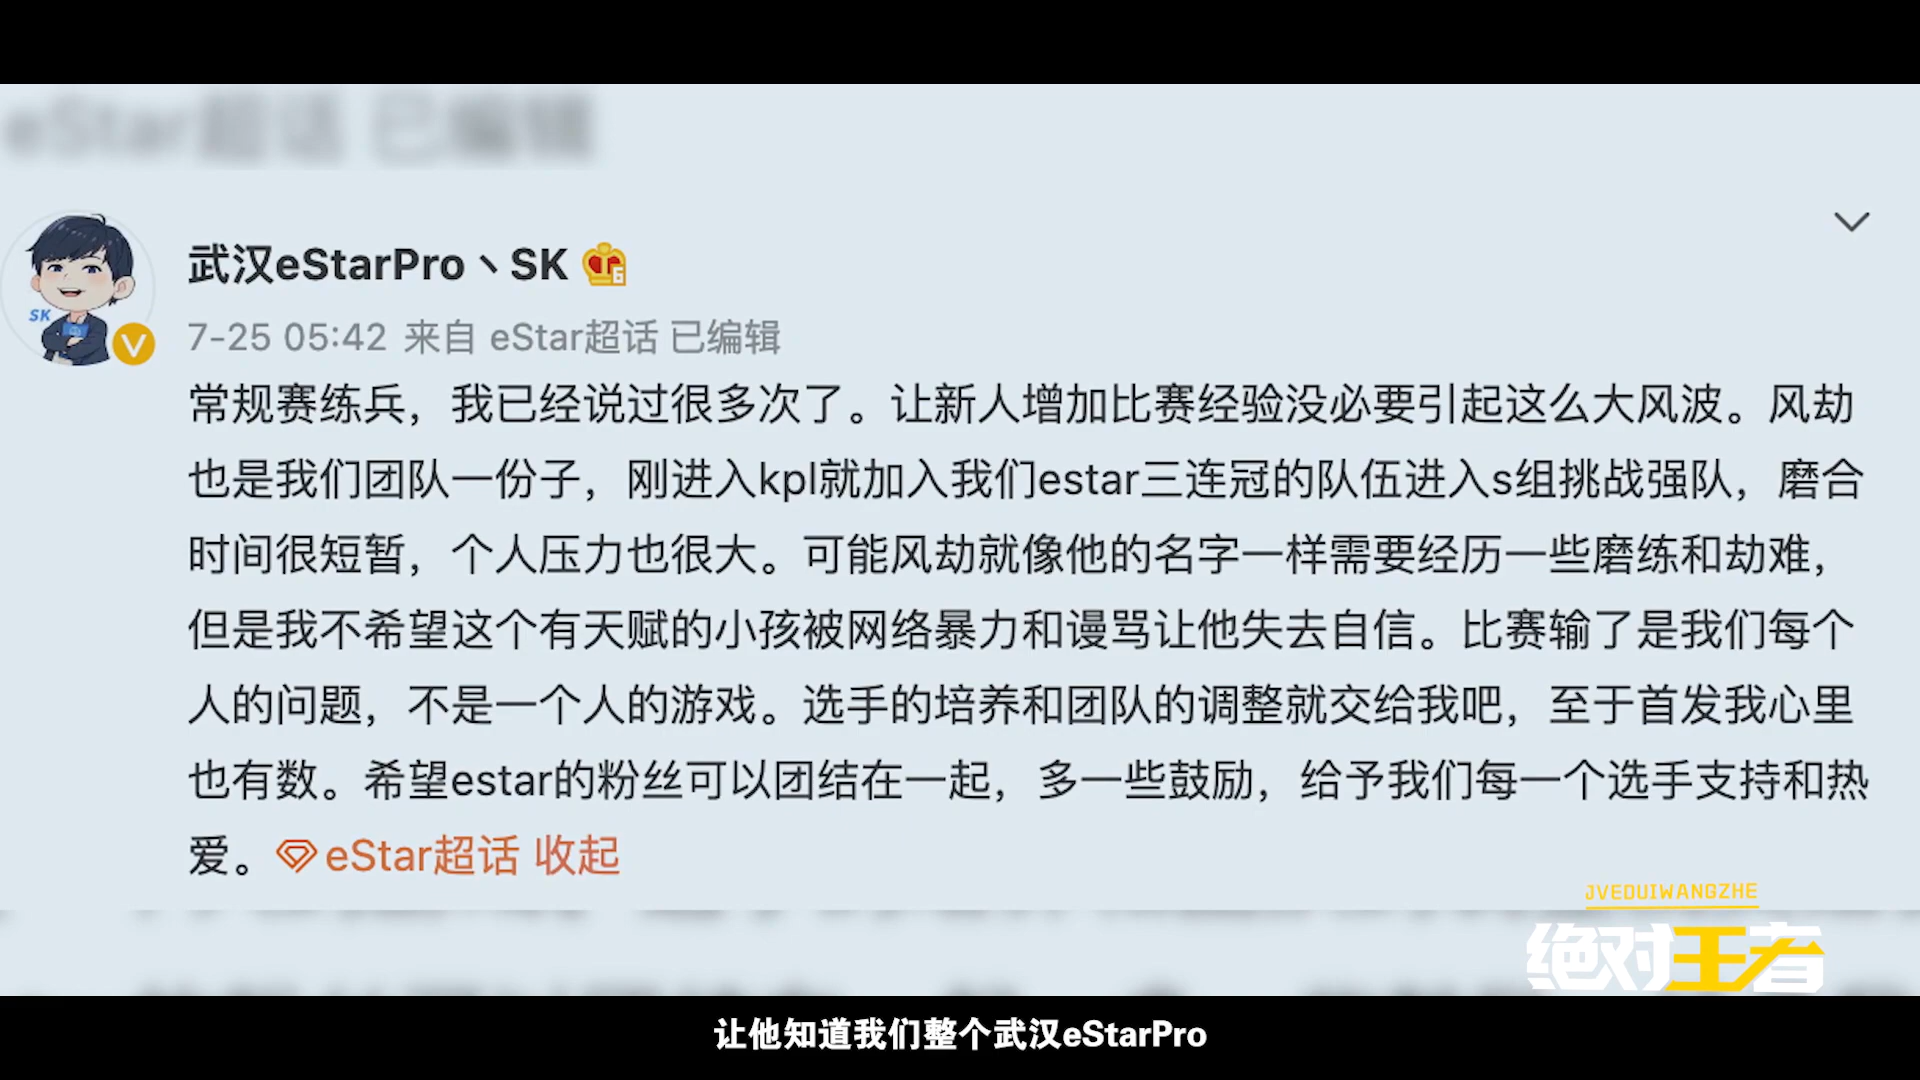 eStar超话 已编辑
武汉eStarPro丶SK
6
SK
V
7-25 05:42 来自 eStar超话 已编辑
常规赛练兵，我已经说过很多次了。让新人增加比赛经验没必要引起这么大风波。风劫
也是我们团队一份子，刚进入kpl就加入我们estar三连冠的队伍进入s组挑战强队，磨合
时间很短暂，个人压力也很大。可能风劫就像他的名字一样需要经历一些磨练和劫难，
但是我不希望这个有天赋的小孩被网络暴力和谩骂让他失去自信。比赛输了是我们每个
人的问题，不是一个人的游戏。选手的培养和团队的调整就交给我吧，至于首发我心里
也有数。希望estar的粉丝可以团结在一起，多一些鼓励，给予我们每一个选手支持和热
爱。eStar超话 收起
JVEDUIWANGZHE
绝对王者
让他知道我们整个武汉eStarPro